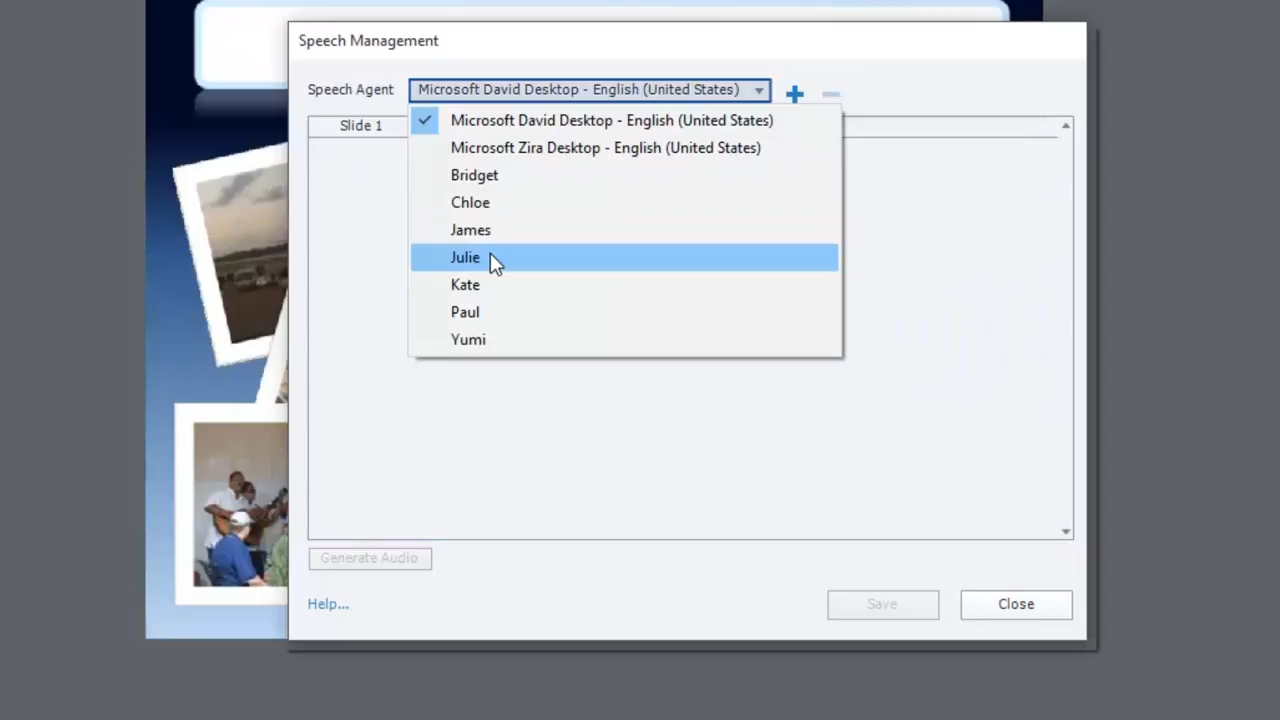 Speech Management
Speech Agent Microsoft David Desktop - English (United States)
Slide 1
Microsoft David Desktop - English (United States)
Microsoft Zira Desktop - English (United States)
Bridget
Chloe
James
Julie
Kate
Paul
Yumi
Generate Audio
Help...
Save
Close